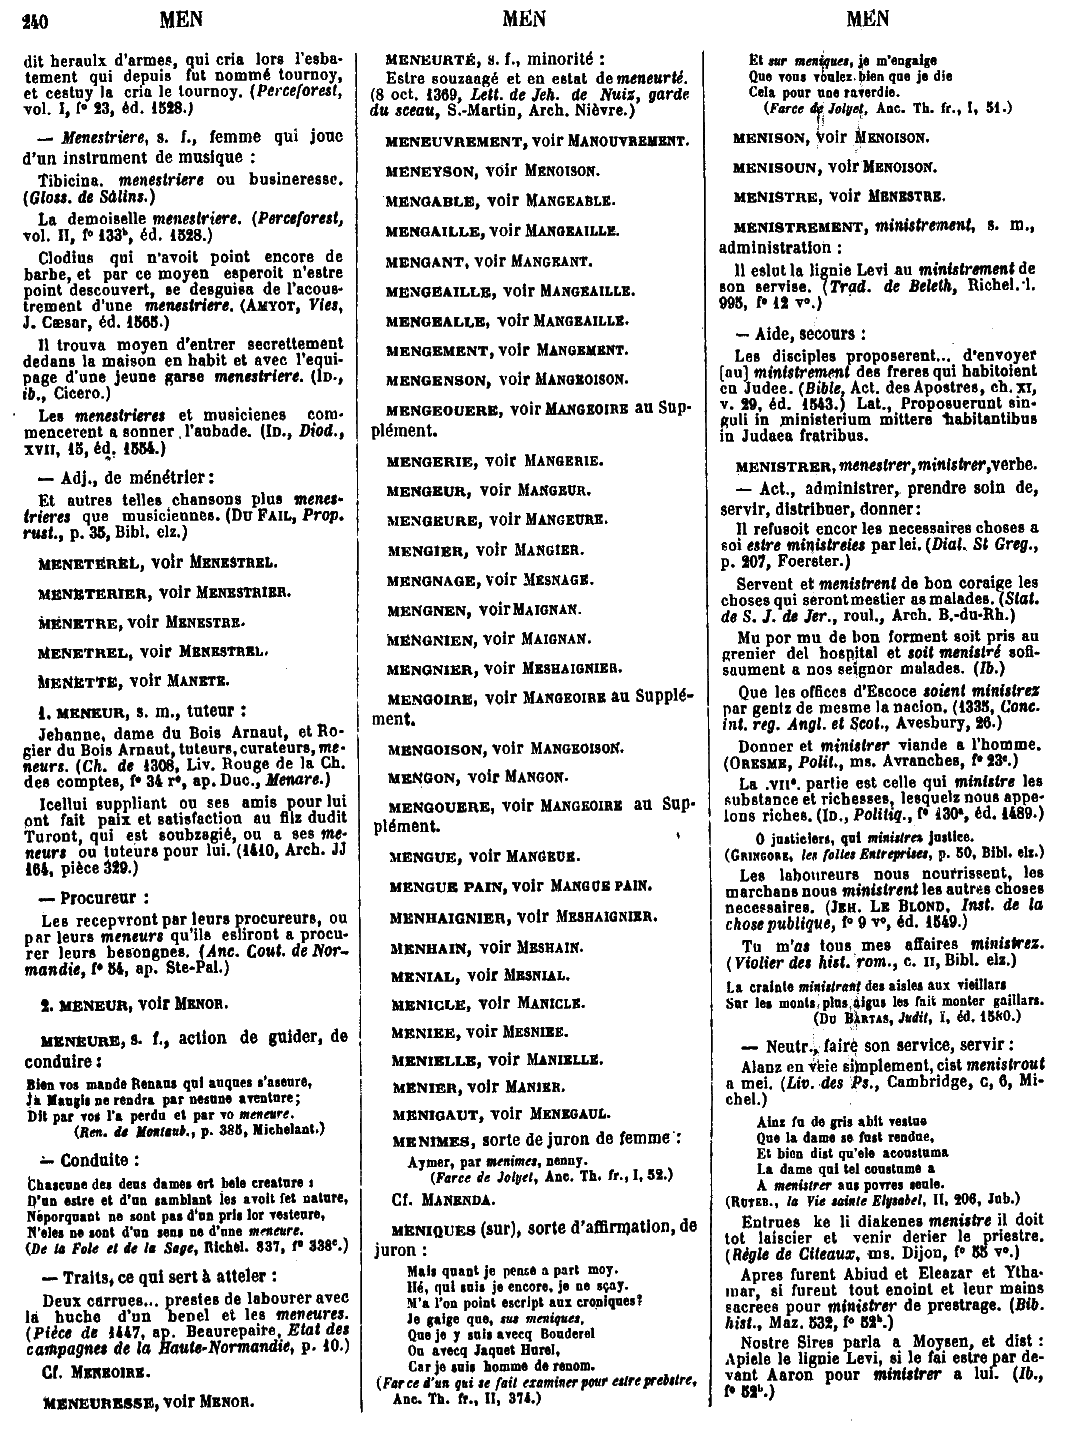 240 MEN MEN MEN
dit heraulx d'armes, qui cria lors l'esba-
tement qui depuis fut nommé tournoy,
et cestuy la cria le tournoy. (Perceforest,
vol. I, f° 23, éd. 1528.)
— Menestriere, s. f., femme qui joue
d'un instrument de musique :
Tibicina. menestriere ou busineresse.
(Gloss. de Salins.)
La demoiselle menestriere. (Perceforest,
vol. II, f° 133ᵇ, éd. 1528.)
Clodius qui n'avoit point encore de
barbe, et par ce moyen esperoit n'estre
point descouvert, se desguisa de l'acous-
trement d'une menestriere. (AMYOT, Vies,
J. Cæsar, éd. 1565.)
Il trouva moyen d'entrer secrettement
dedans la maison en habit et avec l'equi-
page d'une jeune garse menestriere. (ID.,
ib., Cicero.)
Les menestrieres et musicienes com-
mencerent a sonner l'aubade. (ID., Diod.,
XVII, 15, éd. 1554.)
— Adj., de ménétrier :
Et autres telles chansons plus menes-
trieres que musiciennes. (DU FAIL, Prop.
rust., p. 35, Bibl. elz.)
MENETEREL, voir MENESTREL.
MENETERIER, voir MENESTRIER.
MENETRE, voir MENESTRE.
MENETREL, voir MENESTREL.
MENETTE, voir MANETE.
1. MENEUR, s. m., tuteur :
Jehanne, dame du Bois Arnaut, et Ro-
gier du Bois Arnaut, tuteurs, curateurs, me-
neurs. (Ch. de 1308, Liv. Rouge de la Ch.
des comptes, f° 34 r°, ap. Duc., Menare.)
Icellui suppliant ou ses amis pour lui
ont fait paix et satisfaction au filz dudit
Turont, qui est soubzagié, ou a ses me-
neurs ou tuteurs pour lui. (1410, Arch. JJ
164, pièce 329.)
— Procureur :
Les recepvront par leurs procureurs, ou
par leurs meneurs qu'ils esliront a procu-
rer leurs besongnes. (Anc. Cout. de Nor-
mandie, f° 54, ap. Ste-Pal.)
2. MENEUR, voir MENOR.
MENEURE, s. f., action de guider, de
conduire :
Bien vos mande Renaus qui auques s'aseure,
Ja Maugis ne rendra par nesune aventure;
Dit par vos l'a perdu et par vo meneure.
(Ren. de Montaub., p. 385, Michelant.)
— Conduite :
Chascune des deus dames ert bele creature :
D'un estre et d'un samblant les avoit fet nature,
Neporquant ne sont pas d'un pris lor vesteure,
N'eles ne sont d'un sens ne d'une meneure.
(De la Fole et de la Sage, Richel. 837, f° 338ᶜ.)
— Traits, ce qui sert à atteler :
Deux carrues... prestes de labourer avec
la huche d'un benel et les meneures.
(Pièce de 1447, ap. Beaurepaire, Etat des
campagnes de la Haute-Normandie, p. 10.)
Cf. MENEOIRE.
MENEURESSE, voir MENOR.
MENEURTÉ, s. f., minorité :
Estre souzaagé et en estat de meneurté.
(8 oct. 1369, Lett. de Jeh. de Nuiz, garde
du sceau, S.-Martin, Arch. Nièvre.)
MENEUVREMENT, voir MANOUVREMENT.
MENEYSON, voir MENOISON.
MENGABLE, voir MANGEABLE.
MENGAILLE, voir MANGEAILLE.
MENGANT, voir MANGEANT.
MENGEAILLE, voir MANGEAILLE.
MENGEALLE, voir MANGEAILLE.
MENGEMENT, voir MANGEMENT.
MENGENSON, voir MANGEOISON.
MENGEOUERE, voir MANGEOIRE au Sup-
plément.
MENGERIE, voir MANGERIE.
MENGEUR, voir MANGEUR.
MENGEURE, voir MANGEURE.
MENGIER, voir MANGIER.
MENGNAGE, voir MESNAGE.
MENGNEN, voir MAIGNAN.
MENGNIEN, voir MAIGNAN.
MENGNIER, voir MESHAIGNIER.
MENGOIRE, voir MANGEOIRE au Supplé-
ment.
MENGOISON, voir MANGEOISON.
MENGON, voir MANGON.
MENGOUERE, voir MANGEOIRE au Sup-
plément.
MENGUE, voir MANGEUE.
MENGUE PAIN, voir MANGUE PAIN.
MENHAIGNIER, voir MESHAIGNIER.
MENHAIN, voir MESHAIN.
MENIAL, voir MESNIAL.
MENICLE, voir MANICLE.
MENIEE, voir MESNIEE.
MENIELLE, voir MANIELLE.
MENIER, voir MANIER.
MENIGAUT, voir MENEGAUL.
MENIMES, sorte de juron de femme :
Aymer, par menimes, nenny.
(Farce de Jolyet, Anc. Th. fr., I, 52.)
Cf. MANENDA.
MENIQUES (sur), sorte d'affirmation, de
juron :
Mais quant je pense a part moy.
Hé, qui suis je encore, je ne sçay.
M'a l'on point escript aux croniques?
Je gaige que, sus meniques,
Que je y suis avecq Bouderel
Ou avecq Jaquet Hurel,
Car je suis homme de renom.
(Farce d'un qui se fait examiner pour estre prebstre,
Anc. Th. fr., II, 374.)
Et sur meniques, je m'engaige
Que vous voulez bien que je die
Cela pour une raverdie.
(Farce de Jolyet, Anc. Th. fr., I, 51.)
MENISON, voir MENOISON.
MENISOUN, voir MENOISON.
MENISTRE, voir MENESTRE.
MENISTREMENT, ministrement, s. m.,
administration :
Il eslut la lignie Levi au ministrement de
son servise. (Trad. de Beleth, Richel. l.
995, f° 12 v°.)
— Aide, secours :
Les disciples proposerent... d'envoyer
[au] ministrement des freres qui habitoient
en Judee. (Bible, Act. des Apostres, ch. XI,
v. 29, éd. 1543.) Lat., Proposuerunt sin-
guli in ministerium mittere habitantibus
in Judaea fratribus.
MENISTRER, menestrer, ministrer, verbe.
— Act., administrer, prendre soin de,
servir, distribuer, donner :
Il refusoit encor les necessaires choses a
soi estre ministreies par lei. (Dial. St Greg.,
p. 207, Foerster.)
Servent et menistrent de bon coraige les
choses qui seront mestier as malades. (Stat.
de S. J. de Jer., roul., Arch. B.-du-Rh.)
Mu por mu de bon forment soit pris au
grenier del hospital et soit menistré sofi-
saument a nos seignor malades. (Ib.)
Que les offices d'Escoce soient ministrez
par gentz de mesme la nacion. (1335, Conc.
int. reg. Angl. et Scot., Avesbury, 26.)
Donner et ministrer viande a l'homme.
(ORESME, Polit., ms. Avranches, f° 23ᶜ.)
La .VIIᵉ. partie est celle qui ministre les
substance et richesses, lesquelz nous appe-
lons riches. (ID., Politiq., f° 130ᵃ, éd. 1489.)
O justiciers, qui ministrez justice.
(GRINGORE, les folles Entreprises, p. 50, Bibl. elz.)
Les laboureurs nous nourrissent, les
marchans nous ministrent les autres choses
necessaires. (JEH. LE BLOND, Inst. de la
chose publique, f° 9 v°, éd. 1549.)
Tu m'as tous mes affaires ministrez.
(Violier des hist. rom., c. II, Bibl. elz.)
La crainte ministrant des aisles aux vieillars
Sur les monts plus aigus les fait monter gaillars.
(DU BARTAS, Judit, I, éd. 1580.)
— Neutr., faire son service, servir :
Alanz en veie simplement, cist menistrout
a mei. (Liv. des Ps., Cambridge, C, 6, Mi-
chel.)
Ainz fu de gris abit vestue
Que la dame se fust rendue,
Et bien dist qu'ele acoustuma
La dame qui tel coustume a
A menistrer aus povres seule.
(RUTEB., la Vie sainte Elysabel, II, 206, Jub.)
Entrues ke li diakenes menistre il doit
tot laiscier et venir derier le priestre.
(Règle de Citeaux, ms. Dijon, f° 55 v°.)
Apres furent Abiud et Eleazar et Ytha-
mar, si furent tout enoint et leur mains
sacrees pour ministrer de prestrage. (Bib.
hist., Maz. 532, f° 52ᵇ.)
Nostre Sires parla a Moysen, et dist :
Apiele le lignie Levi, si le fai estre par de-
vant Aaron pour ministrer a lui. (Ib.,
f° 52ᵇ.)